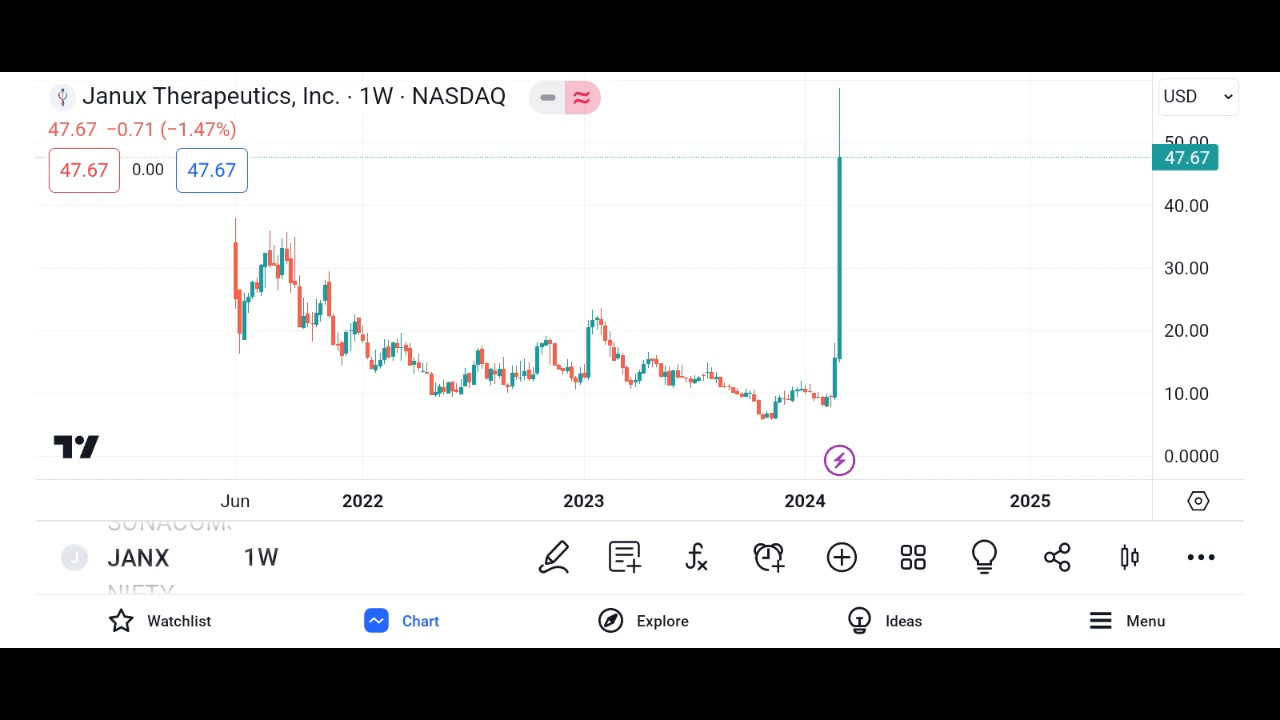 Janux Therapeutics, Inc. · 1W · NASDAQ
USD
47.67 −0.71 (−1.47%)
47.67 0.00 47.67
50.00
47.67
40.00
30.00
20.00
10.00
0.0000
Jun 2022 2023 2024 2025
SONACOMS
J JANX 1W
NIFTY
Watchlist Chart Explore Ideas Menu